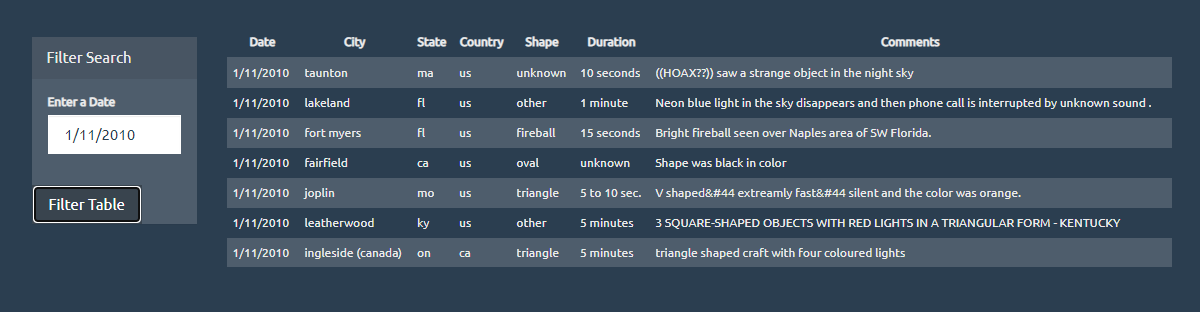 Filter Search
Enter a Date
1/11/2010
Filter Table
Date City State Country Shape Duration Comments
1/11/2010 taunton ma us unknown 10 seconds ((HOAX??)) saw a strange object in the night sky
1/11/2010 lakeland fl us other 1 minute Neon blue light in the sky disappears and then phone call is interrupted by unknown sound .
1/11/2010 fort myers fl us fireball 15 seconds Bright fireball seen over Naples area of SW Florida.
1/11/2010 fairfield ca us oval unknown Shape was black in color
1/11/2010 joplin mo us triangle 5 to 10 sec. V shaped&#44 extreamly fast&#44 silent and the color was orange.
1/11/2010 leatherwood ky us other 5 minutes 3 SQUARE-SHAPED OBJECTS WITH RED LIGHTS IN A TRIANGULAR FORM - KENTUCKY
1/11/2010 ingleside (canada) on ca triangle 5 minutes triangle shaped craft with four coloured lights